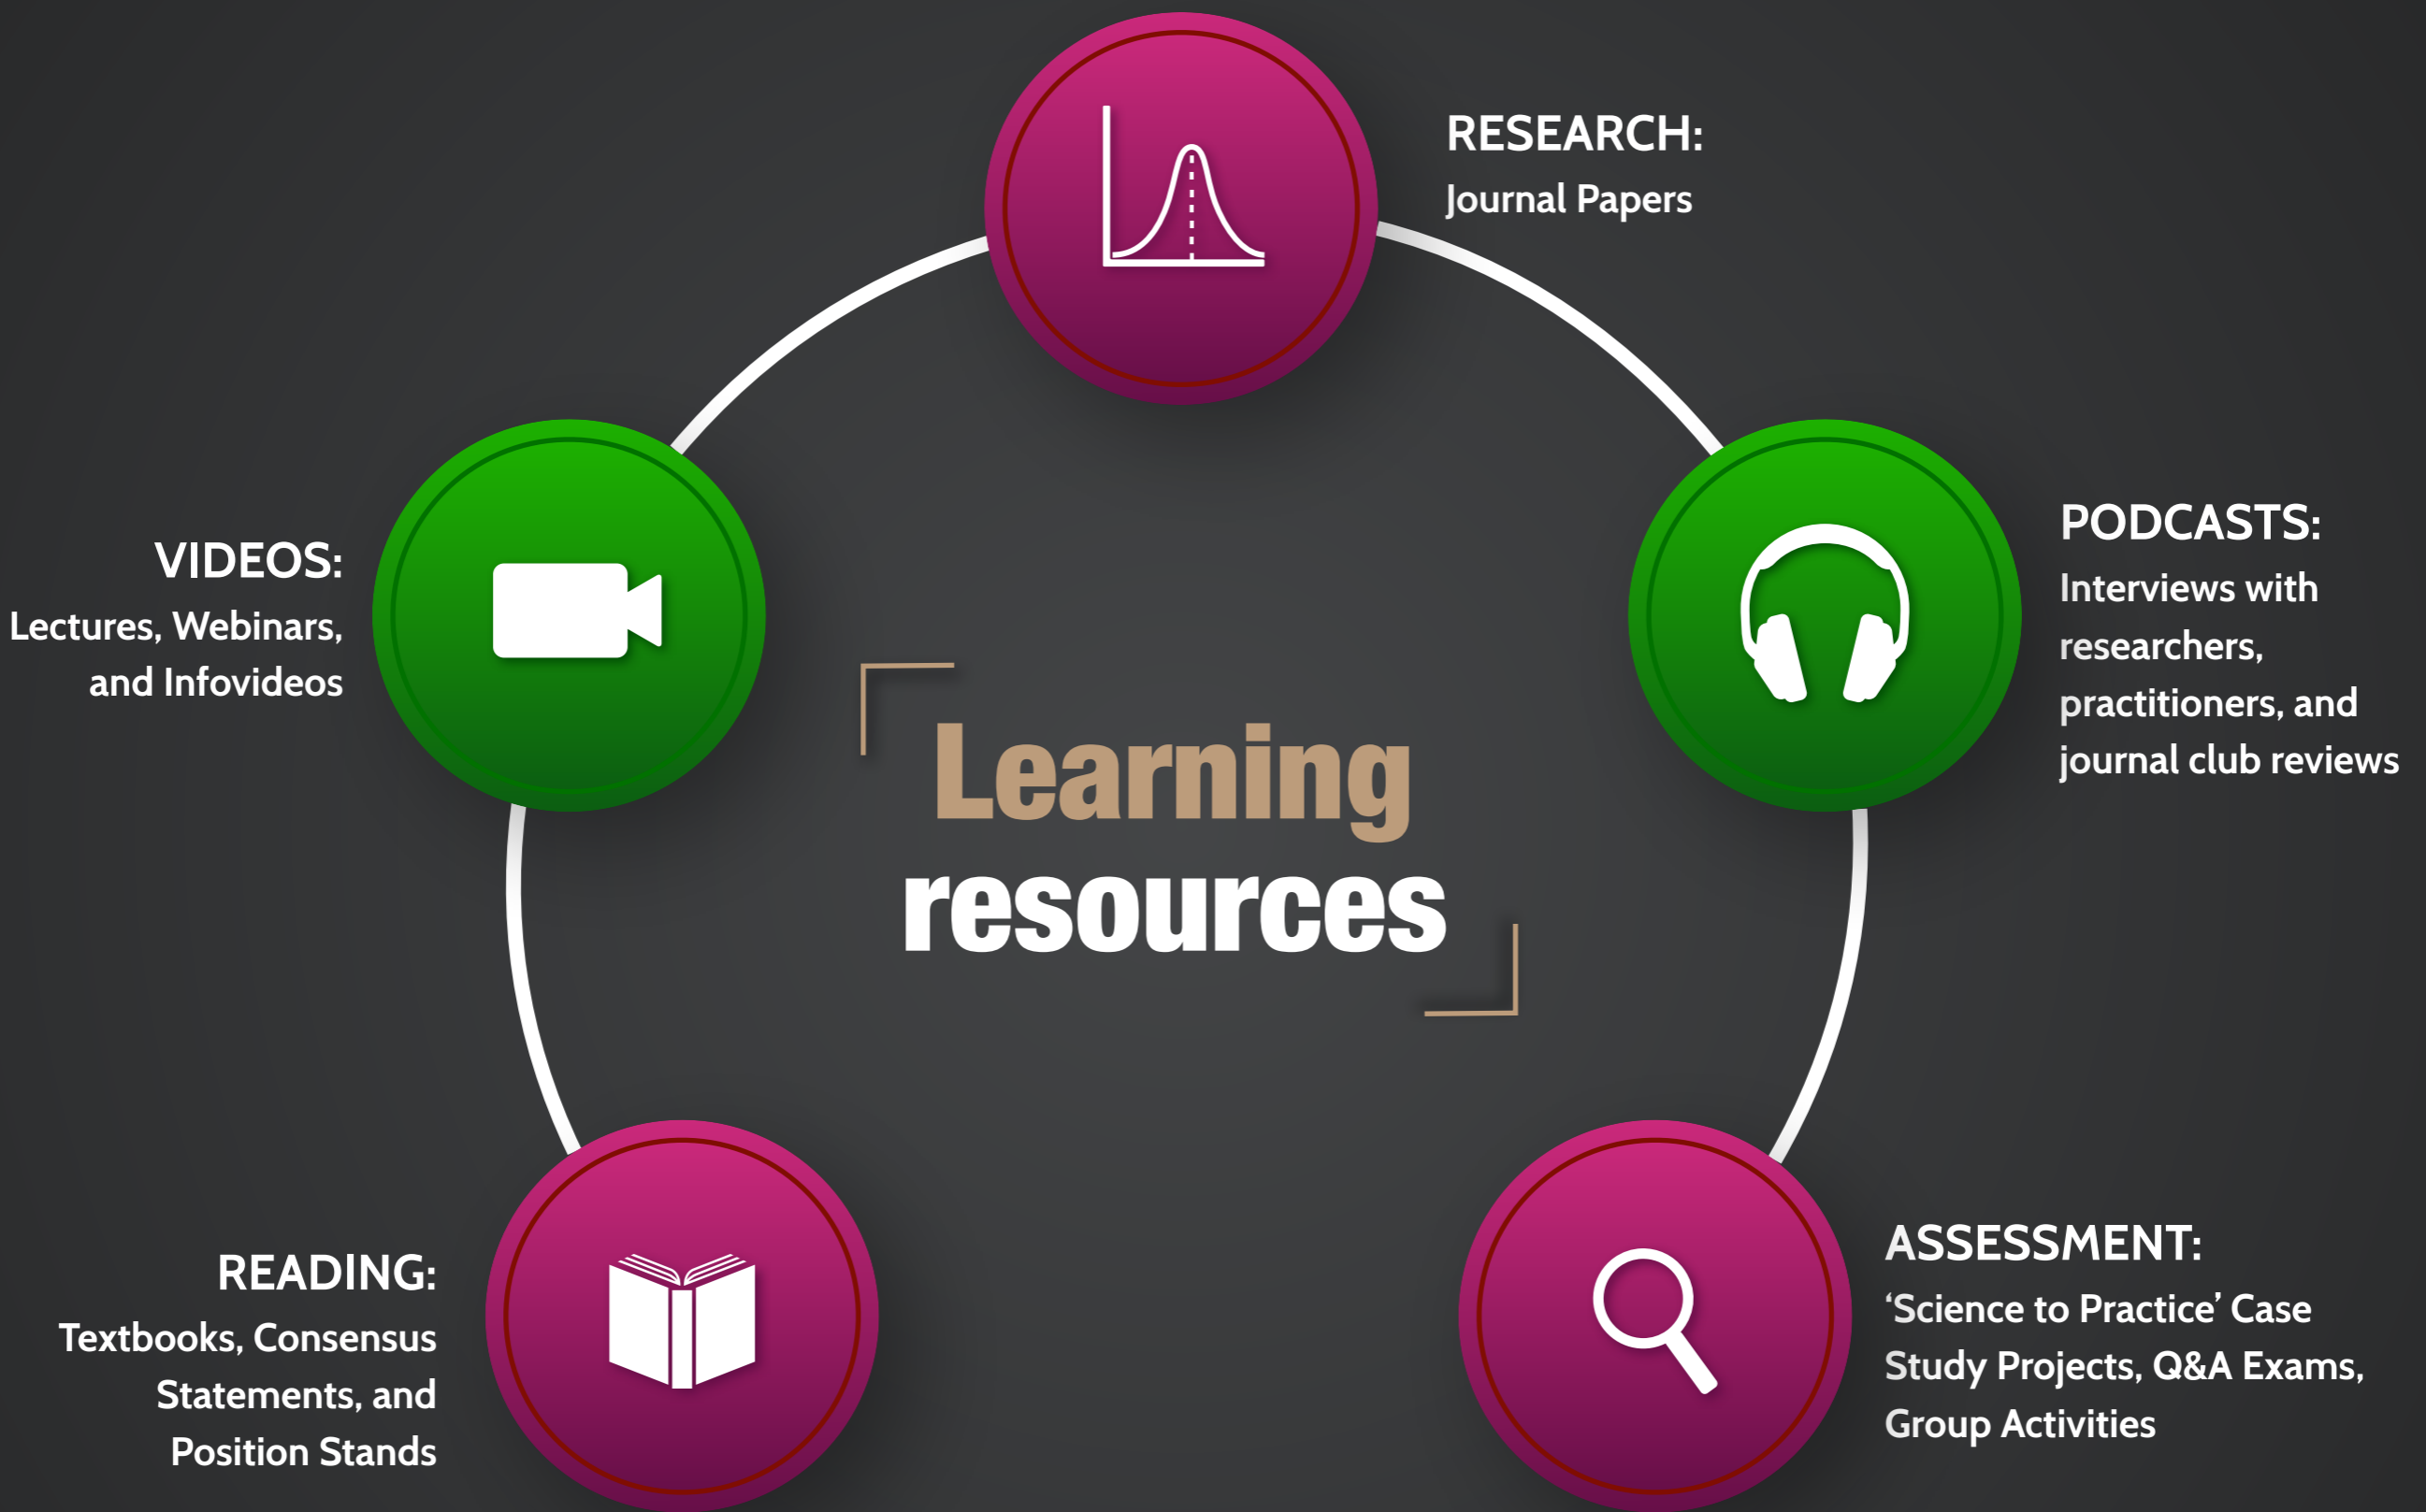 RESEARCH:
Journal Papers
VIDEOS:
Lectures, Webinars,
and Infovideos
PODCASTS:
Interviews with
researchers,
practitioners, and
journal club reviews
Learning
resources
READING:
Textbooks, Consensus
Statements, and
Position Stands
ASSESSMENT:
‘Science to Practice’ Case
Study Projects, Q&A Exams,
Group Activities